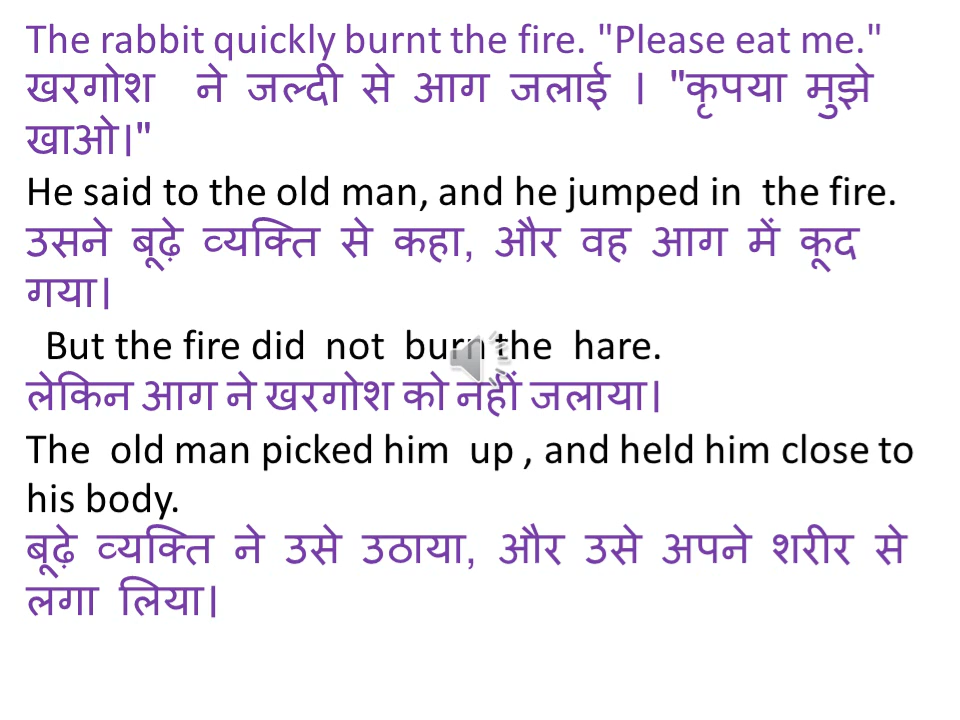 The rabbit quickly burnt the fire. "Please eat me."
खरगोश ने जल्दी से आग जलाई । "कृपया मुझे
खाओ।"
He said to the old man, and he jumped in the fire.
उसने बूढ़े व्यक्ति से कहा, और वह आग में कूद
गया।
But the fire did not burn the hare.
लेकिन आग ने खरगोश को नहीं जलाया।
The old man picked him up , and held him close to
his body.
बूढ़े व्यक्ति ने उसे उठाया, और उसे अपने शरीर से
लगा लिया।